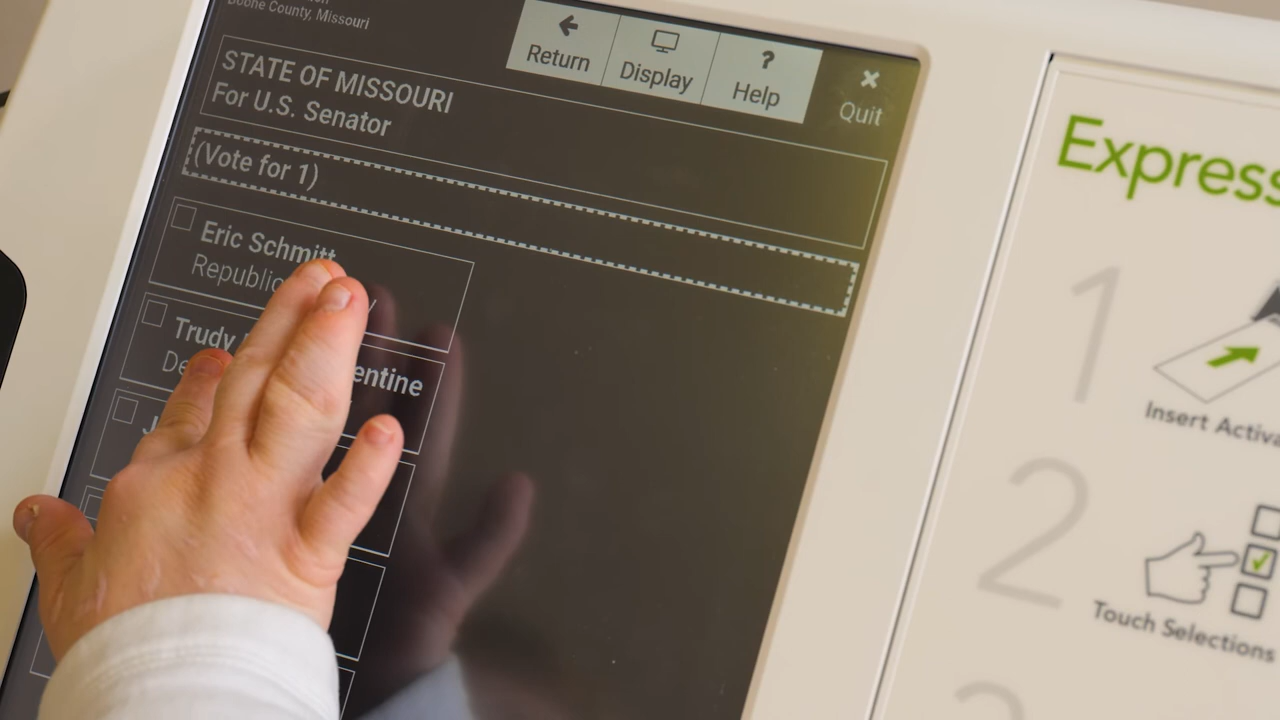 Boone County, Missouri
Return
Display
Help
Quit
STATE OF MISSOURI
For U.S. Senator
(Vote for 1)
Eric Schmitt
Republic
Trudy entine
De
J
Express
1
Insert Activa
2
Touch Selections